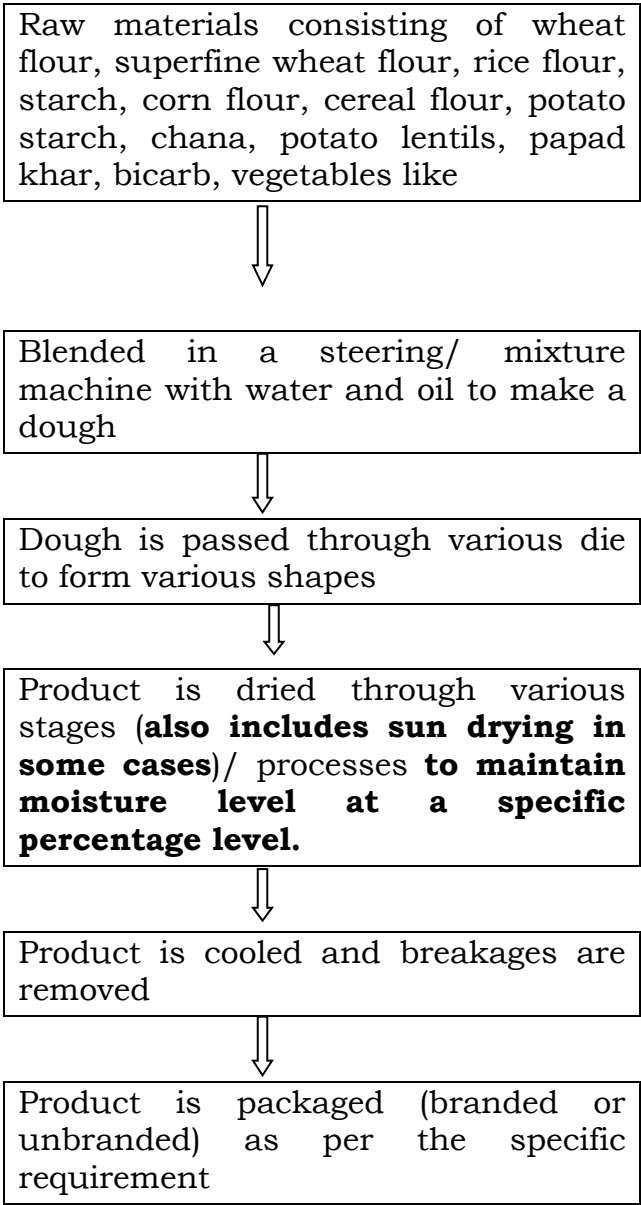 Raw materials consisting of wheat
flour, superfine wheat flour, rice flour,
starch, corn flour, cereal flour, potato
starch, chana, potato lentils, papad
khar, bicarb, vegetables like
Blended in a steering/ mixture
machine with water and oil to make a
dough
Dough is passed through various die
to form various shapes
Product is dried through various
stages (also includes sun drying in
some cases)/ processes to maintain
moisture level at a specific
percentage level.
Product is cooled and breakages are
removed
Product is packaged (branded or
unbranded) as per the specific
requirement